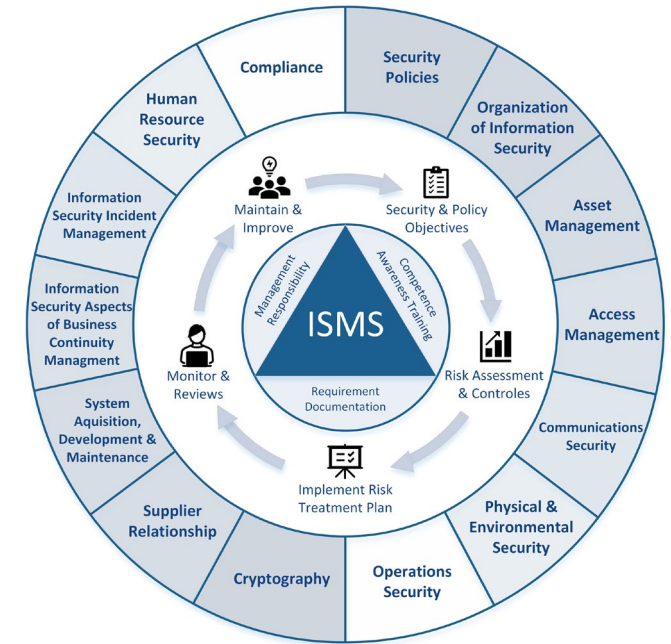 Compliance
Security
Policies
Organization
of Information
Security
Asset
Management
Access
Management
Communications
Security
Physical &
Environmental
Security
Operations
Security
Cryptography
Supplier
Relationship
System
Aquisition,
Development &
Maintenance
Information
Security Aspects
of Business
Continuity
Managment
Information
Security Incident
Management
Human
Resource
Security
Maintain &
Improve
Security & Policy
Objectives
Risk Assessment
& Controles
Implement Risk
Treatment Plan
Monitor &
Reviews
Management
Responsibility
Competence
Awareness Training
ISMS
Requirement
Documentation